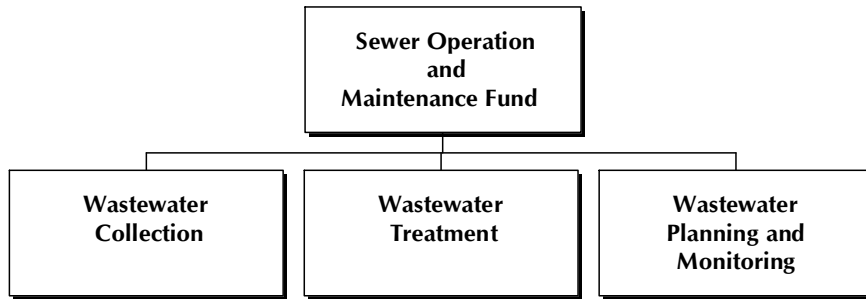 Sewer Operation
and
Maintenance Fund
Wastewater
Collection
Wastewater
Treatment
Wastewater
Planning and
Monitoring